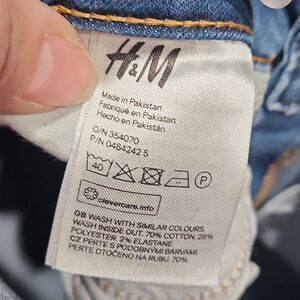 H&M
Made in Pakistan
Fabriqué en Pakistan
Hecho en Pakistán
O/N 354070
P/N 0484242 5
40 P
clevercare.info
GB WASH WITH SIMILAR COLOURS.
WASH INSIDE OUT. 70% COTTON. 28%
POLYESTER. 2% ELASTANE
CZ PERTE S PODOBNÝMI BARVAMI.
PERTE OTOČENO NA RUBU. 70%